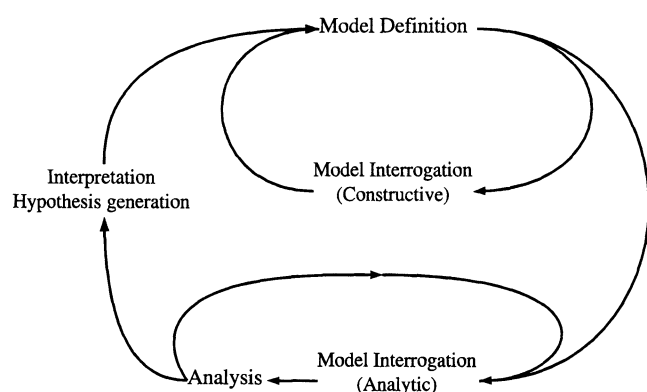 Model Definition
Model Interrogation
(Constructive)
Interpretation
Hypothesis generation
Analysis
Model Interrogation
(Analytic)